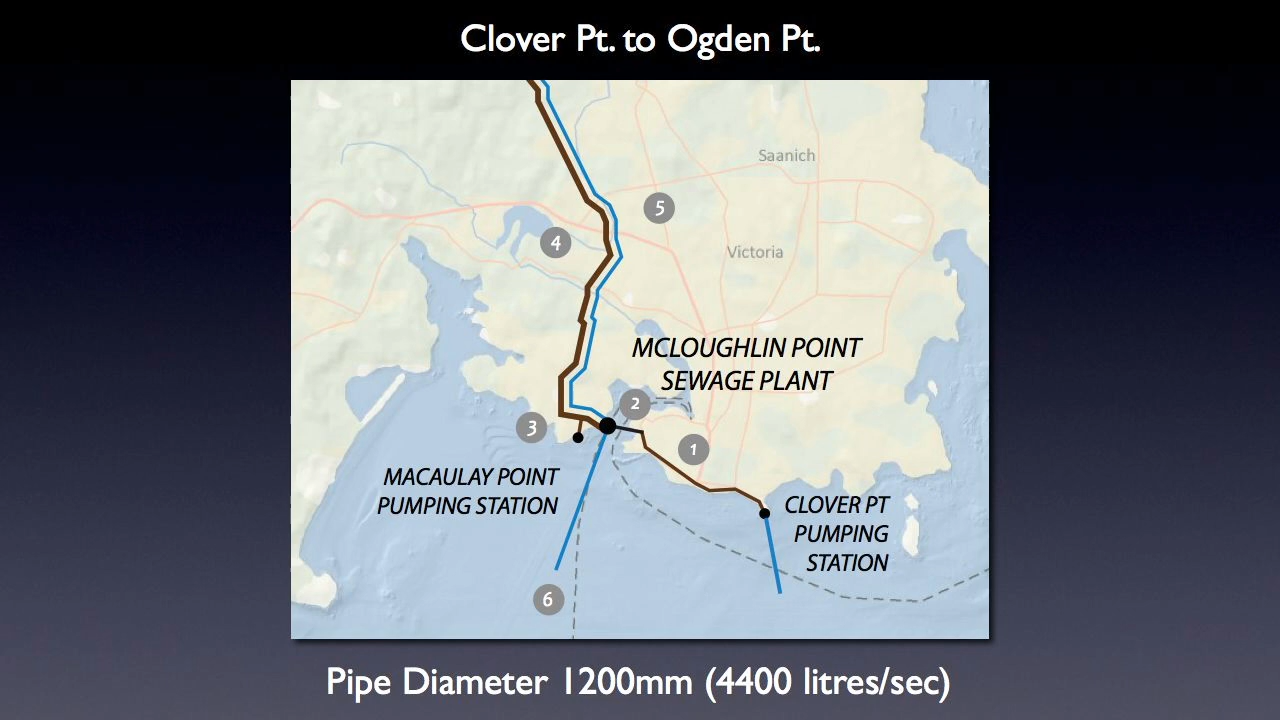 Clover Pt. to Ogden Pt.
Saanich
5
4
Victoria
MCLOUGHLIN POINT
SEWAGE PLANT
2
3
1
MACAULAY POINT
PUMPING STATION
CLOVER PT
PUMPING
STATION
6
Pipe Diameter 1200mm (4400 litres/sec)